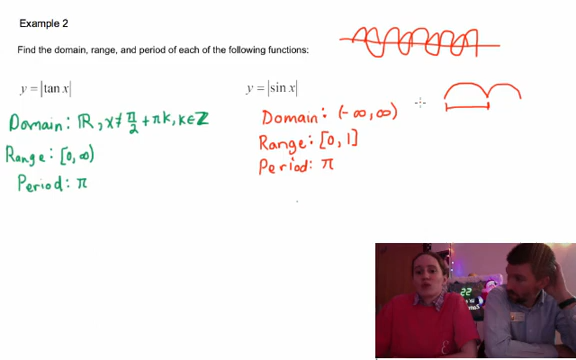 Example 2
Find the domain, range, and period of each of the following functions:
y = |tan x|
Domain: ℝ, x≠ π/2 + πk, k∈ℤ
Range: [0, ∞)
Period: π
y = |sin x|
Domain: (-∞, ∞)
Range: [0, 1]
Period: π
22